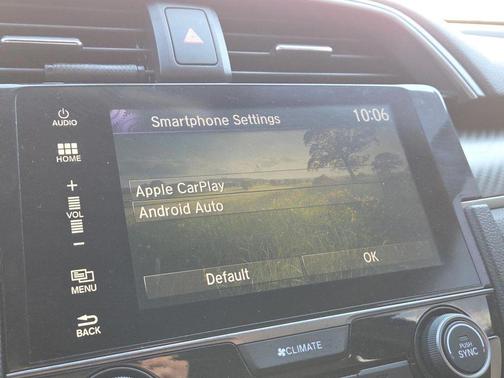 AUDIO
HOME
+
VOL
-
MENU
BACK
Smartphone Settings
10:06
Apple CarPlay
Android Auto
Default
OK
CLIMATE
PUSH
SYNC